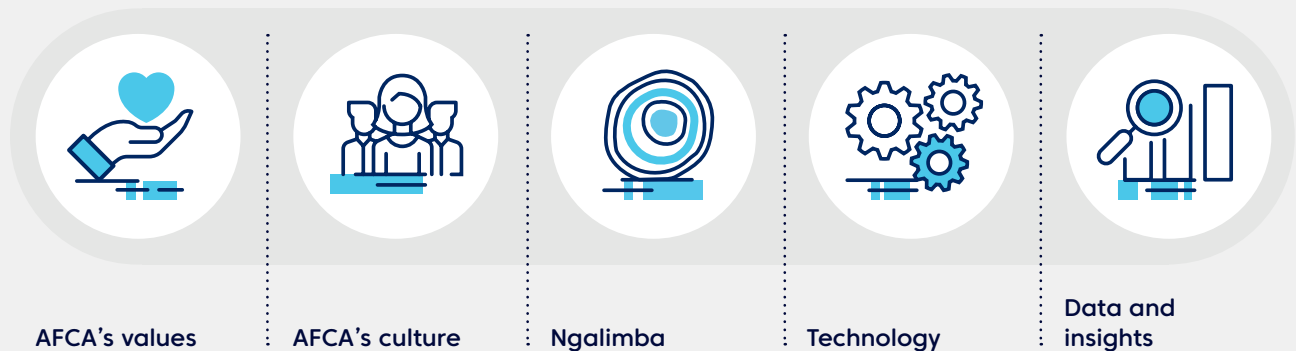 AFCA’s values
AFCA’s culture
Ngalimba
Technology
Data and
insights